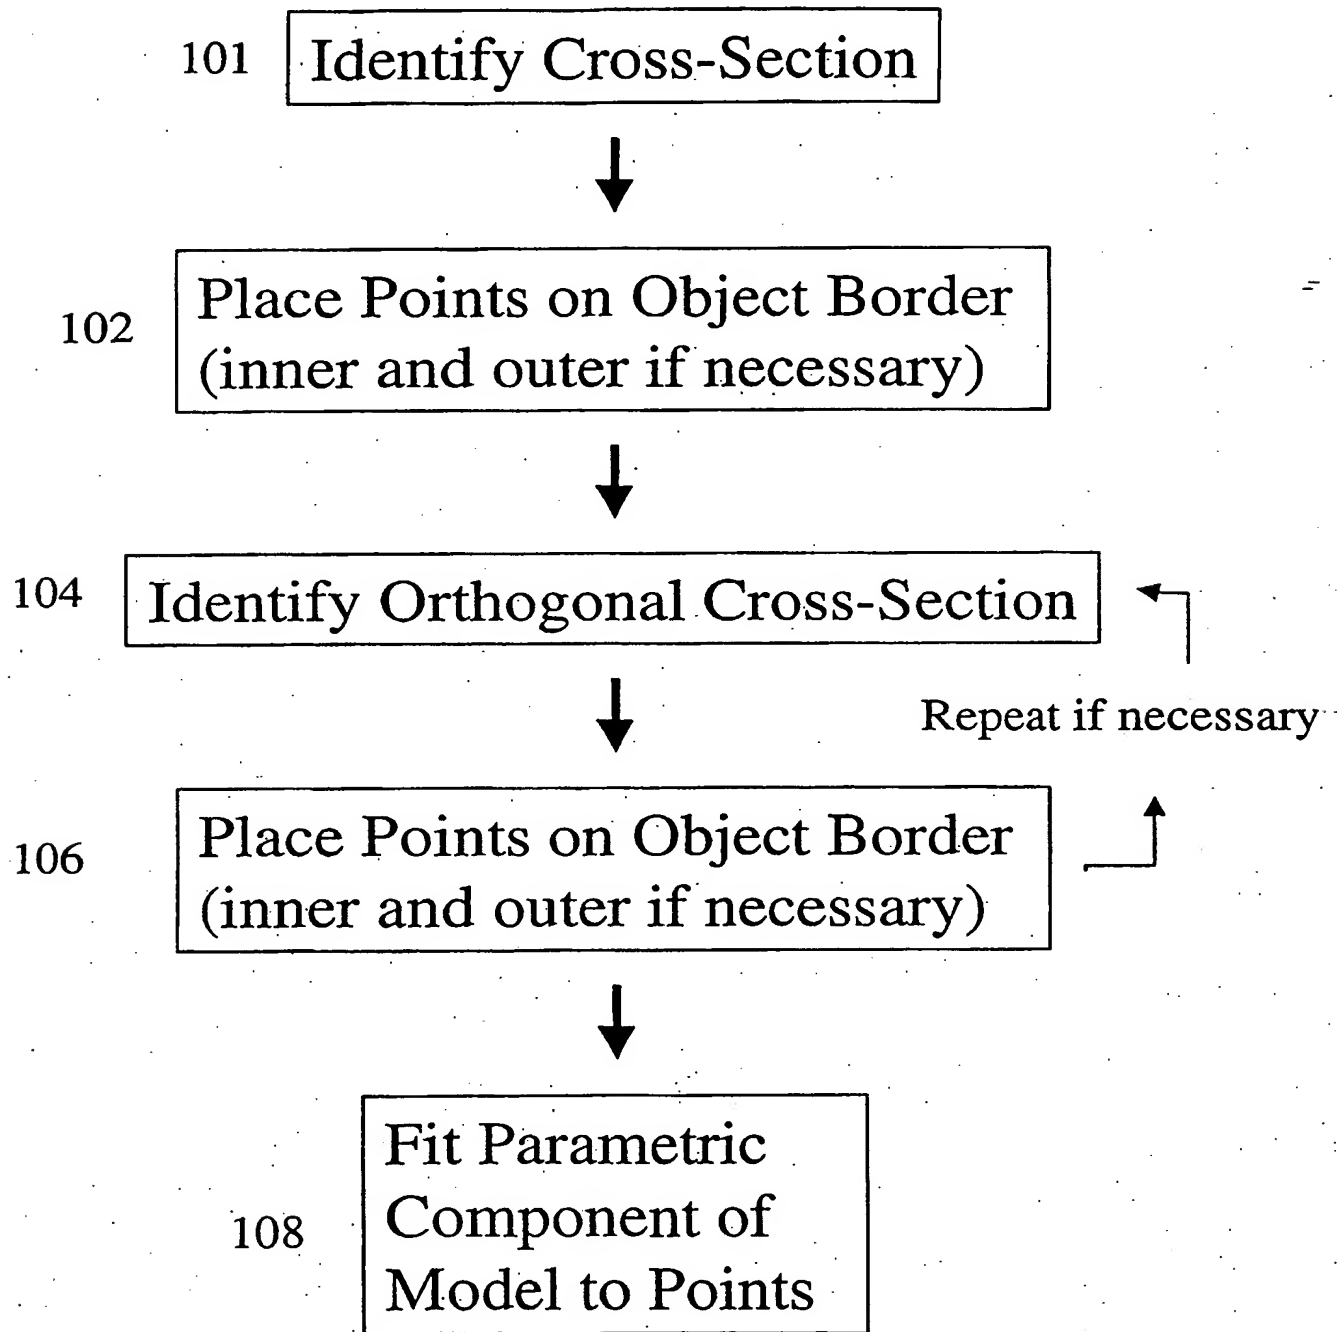 101 Identify Cross-Section
Place Points on Object Border
102
(inner and outer if necessary)
104 Identify Orthogonal Cross-Section
Repeat if necessary
Place Points on Object Border
106
(inner and outer if necessary)
Fit Parametric
108 Component of
Model to Points